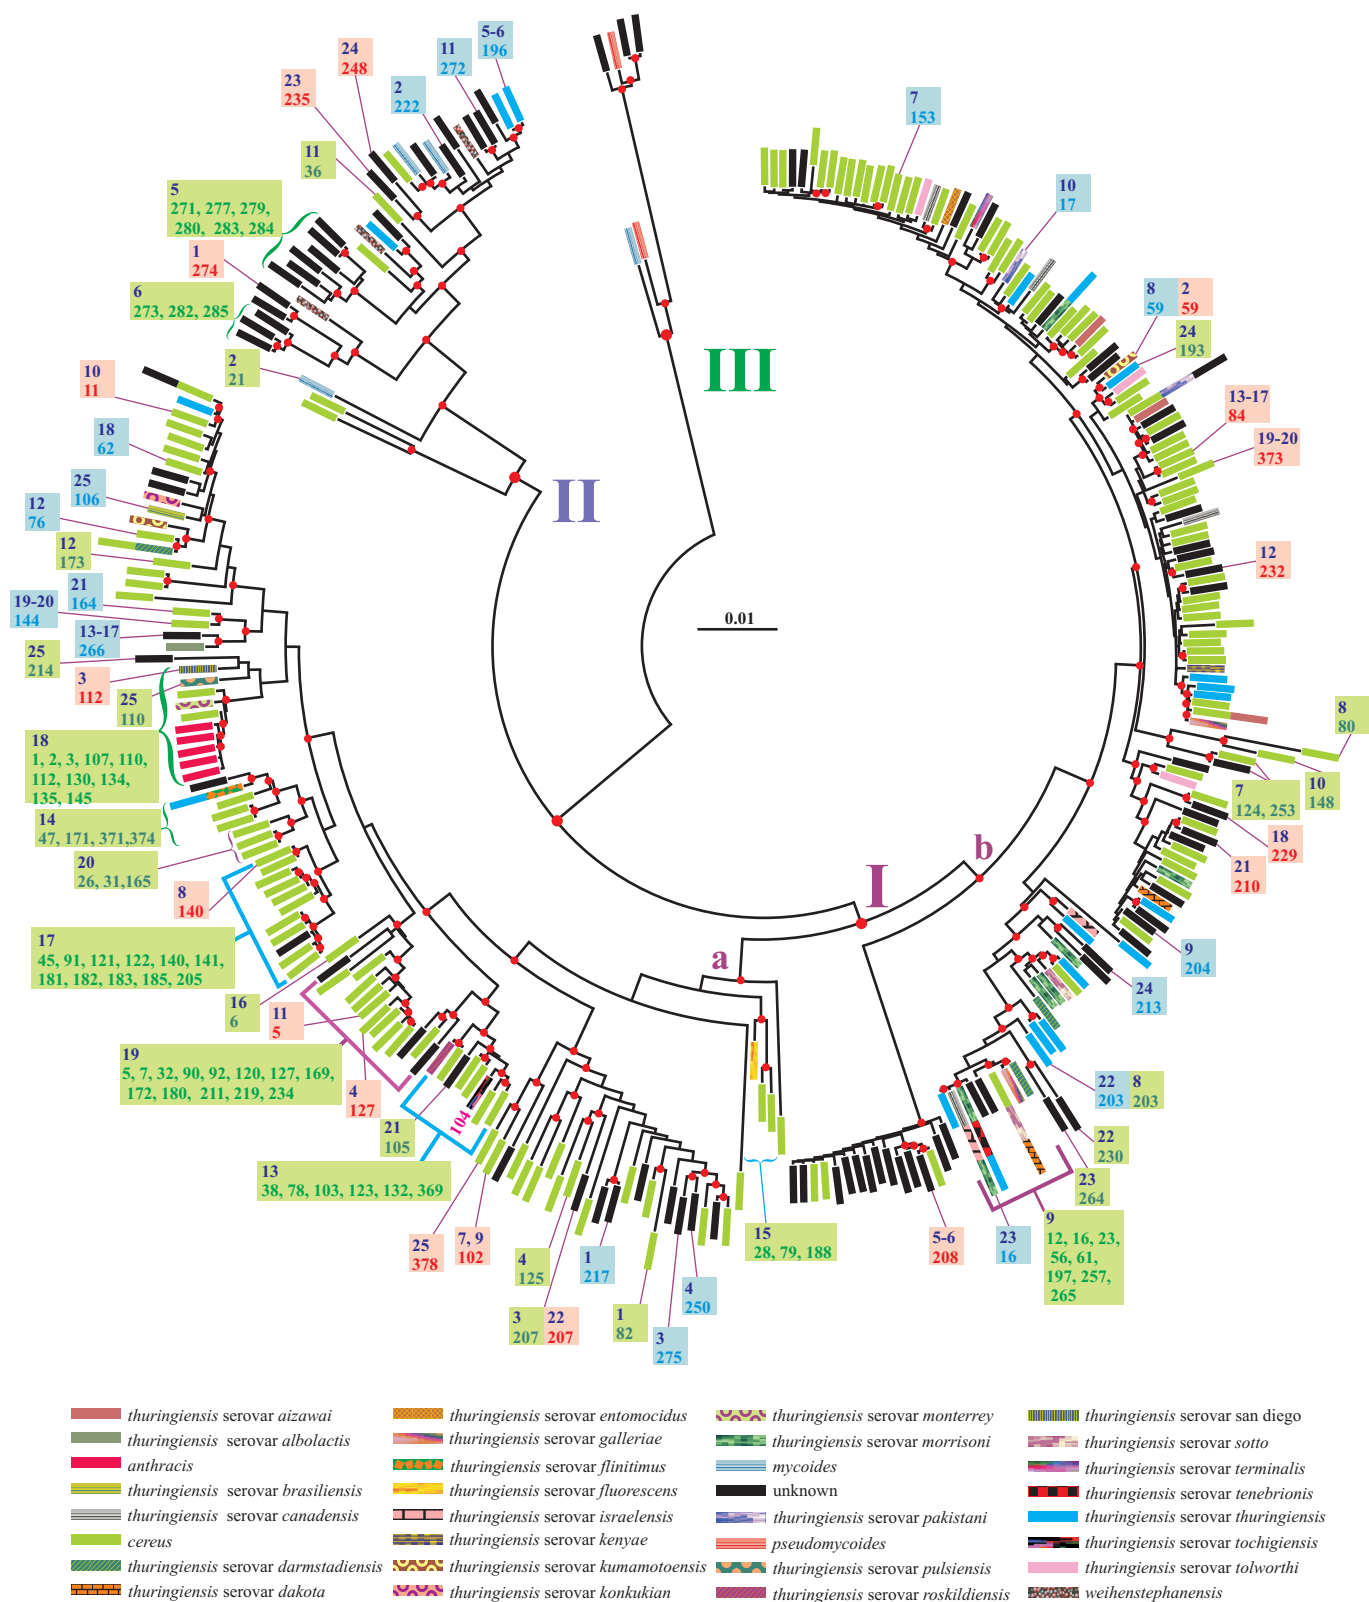 5-6
196
11
272
24
248
2
222
23
235
11
36
5
271, 277, 279,
280, 283, 284
1
274
6
273, 282, 285
2
21
10
11
18
62
25
106
12
76
12
173
21
164
19-20
144
13-17
266
25
214
3
112
25
110
18
1, 2, 3, 107, 110,
112, 130, 134,
135, 145
14
47, 171, 371,374
20
26, 31,165
8
140
17
45, 91, 121, 122, 140, 141,
181, 182, 183, 185, 205
16
6
11
5
19
5, 7, 32, 90, 92, 120, 127, 169,
172, 180, 211, 219, 234
4
127
21
105
104
13
38, 78, 103, 123, 132, 369
25
378
7, 9
102
4
125
3
207
22
207
1
217
1
82
3
275
4
250
15
28, 79, 188
5-6
208
23
16
9
12, 16, 23,
56, 61,
197, 257,
265
23
264
22
230
22
203
8
203
24
213
9
204
21
210
18
229
7
124, 253
10
148
8
80
12
232
19-20
373
13-17
84
24
193
8
59
2
59
10
17
7
153
III
II
I
a
b
0.01
thuringiensis serovar aizawai
thuringiensis serovar albolactis
anthracis
thuringiensis serovar brasiliensis
thuringiensis serovar canadensis
cereus
thuringiensis serovar darmstadiensis
thuringiensis serovar dakota
thuringiensis serovar entomocidus
thuringiensis serovar galleriae
thuringiensis serovar flinitimus
thuringiensis serovar fluorescens
thuringiensis serovar israelensis
thuringiensis serovar kenyae
thuringiensis serovar kumamotoensis
thuringiensis serovar konkukian
thuringiensis serovar monterrey
thuringiensis serovar morrisoni
mycoides
unknown
thuringiensis serovar pakistani
pseudomycoides
thuringiensis serovar pulsiensis
thuringiensis serovar roskildiensis
thuringiensis serovar san diego
thuringiensis serovar sotto
thuringiensis serovar terminalis
thuringiensis serovar tenebrionis
thuringiensis serovar thuringiensis
thuringiensis serovar tochigiensis
thuringiensis serovar tolworthi
weihenstephanensis